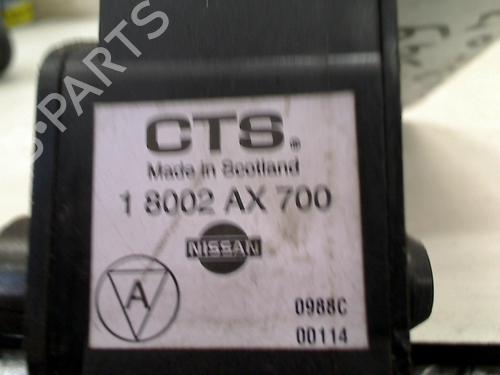 CTS®
Made in Scotland
1 8002 AX 700
NISSAN
A
0988C
00114
B-PARTS